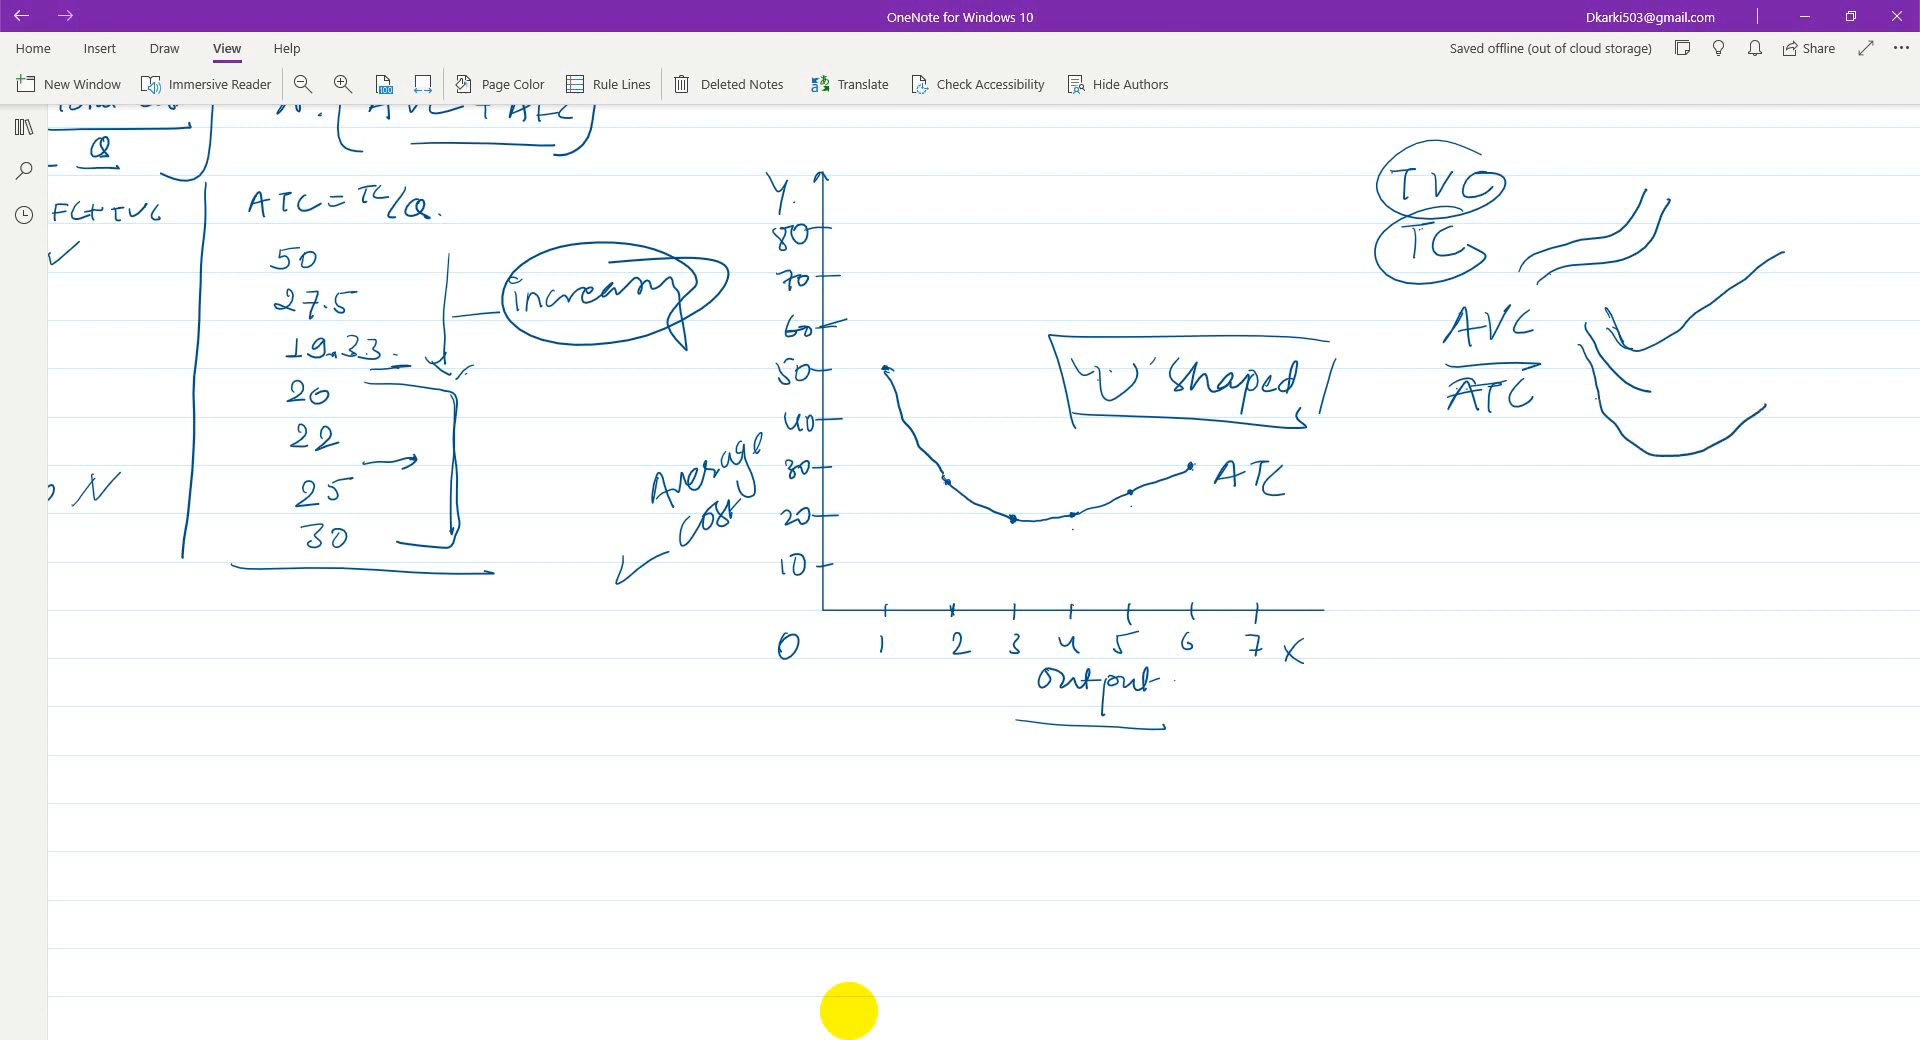 OneNote for Windows 10
Dkarki503@gmail.com
Home Insert Draw View Help
Saved offline (out of cloud storage)
Share
New Window Immersive Reader Page Color Rule Lines Deleted Notes Translate Check Accessibility Hide Authors
Q
FC+TVC
N
ATC = TC/Q.
50
27.5
19.33
20
22
25
30
increasing
Average
cost
Y.
80
70
60
50
40
30
20
10
0 1 2 3 4 5 6 7 X
output
ATC
'U' shaped
TVC
TC
AVC
ATC